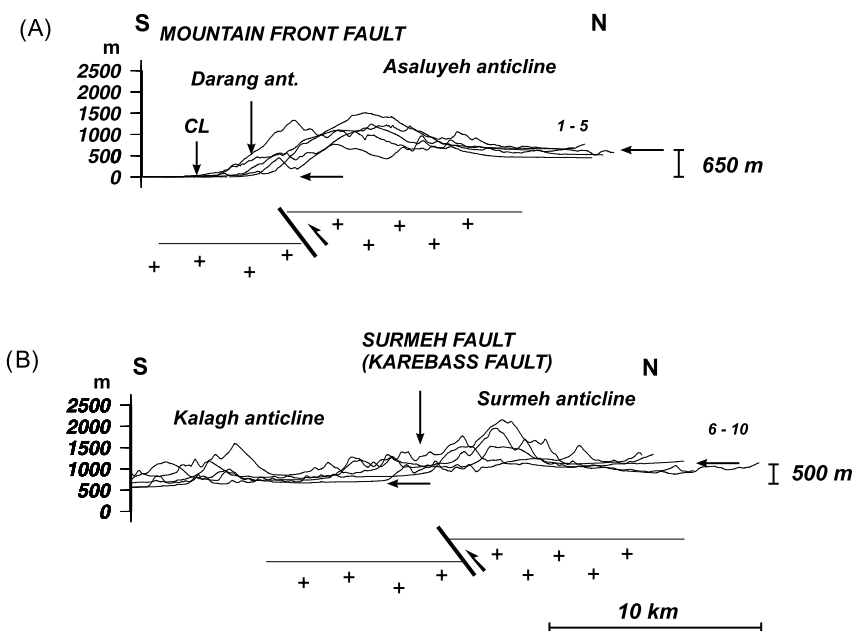 (A)
S
N
MOUNTAIN FRONT FAULT
m
Asaluyeh anticline
2500
Darang ant.
2000
1500
CL
1 - 5
1000
500
650 m
0
+ + +
+ +
+ + + +
SURMEH FAULT
(KAREBASS FAULT)
(B)
S
N
m
Surmeh anticline
2500
Kalagh anticline
2000
6 - 10
1500
1000
500 m
500
0
+ + +
+ + + + + +
10 km